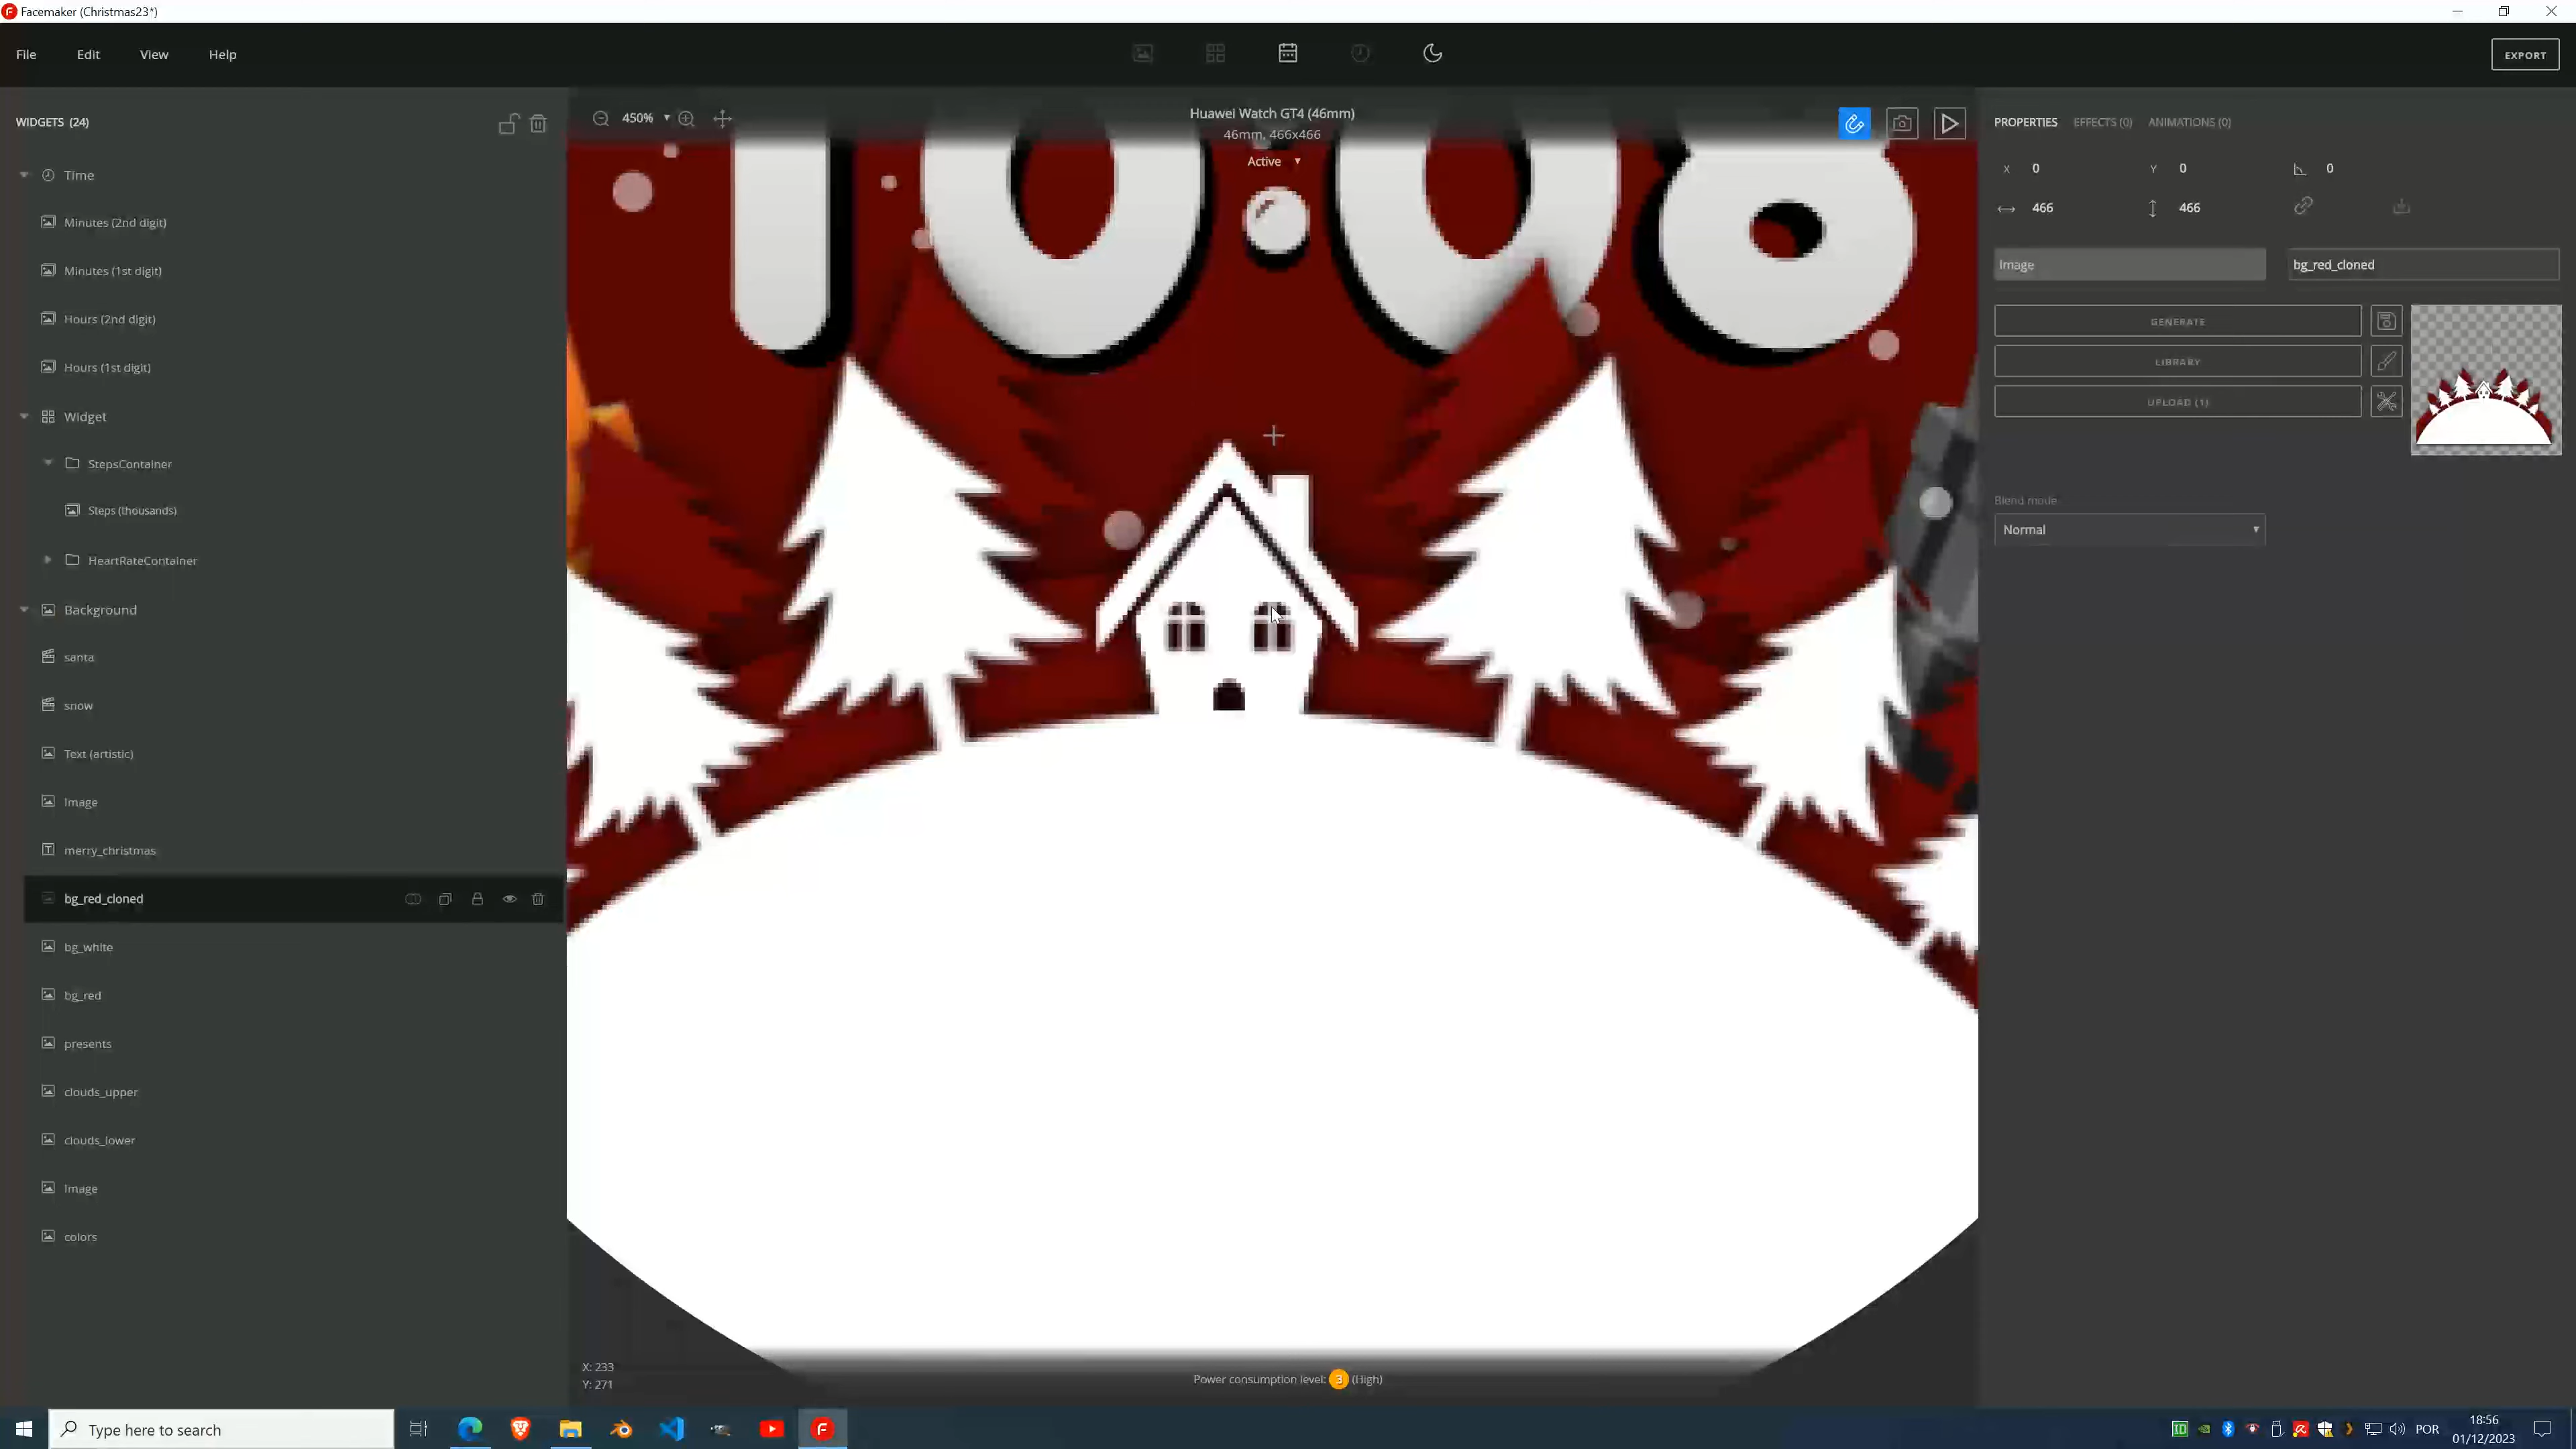 Facemaker (Christmas23*)
File Edit View Help
EXPORT
WIDGETS (24)
Time
Minutes (2nd digit)
Minutes (1st digit)
Hours (2nd digit)
Hours (1st digit)
Widget
StepsContainer
Steps (thousands)
HeartRateContainer
Background
santa
snow
Text (artistic)
Image
merry_christmas
bg_red_cloned
bg_white
bg_red
presents
clouds_upper
clouds_lower
Image
colors
450%
Huawei Watch GT4 (46mm)
46mm, 466x466
Active
10:08
X: 233
Y: 271
Power consumption level: 3 (High)
PROPERTIES EFFECTS (0) ANIMATIONS (0)
X 0 Y 0 0
466 466
Image bg_red_cloned
GENERATE
LIBRARY
UPLOAD (1)
Blend mode
Normal
Type here to search
POR
18:56
01/12/2023